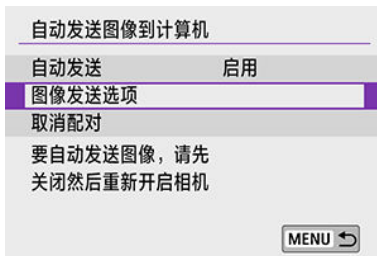 自动发送图像到计算机
自动发送 启用
图像发送选项
取消配对
要自动发送图像，请先
关闭然后重新开启相机
MENU